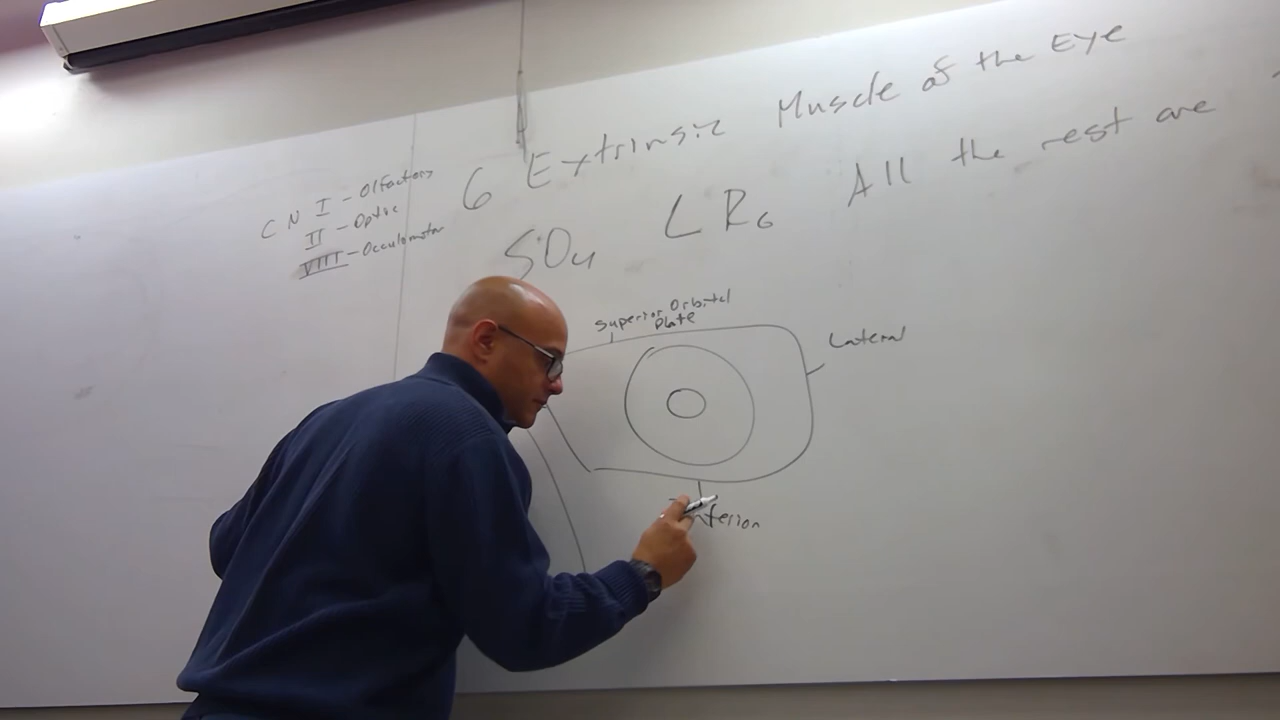 6 Extrinsic Muscle of the Eye
CN I - Olfactory
II - Optic
VIII - Occulomotor
SO4 LR6 All the rest are
Superior Orbital
Plate
Lateral
Inferior